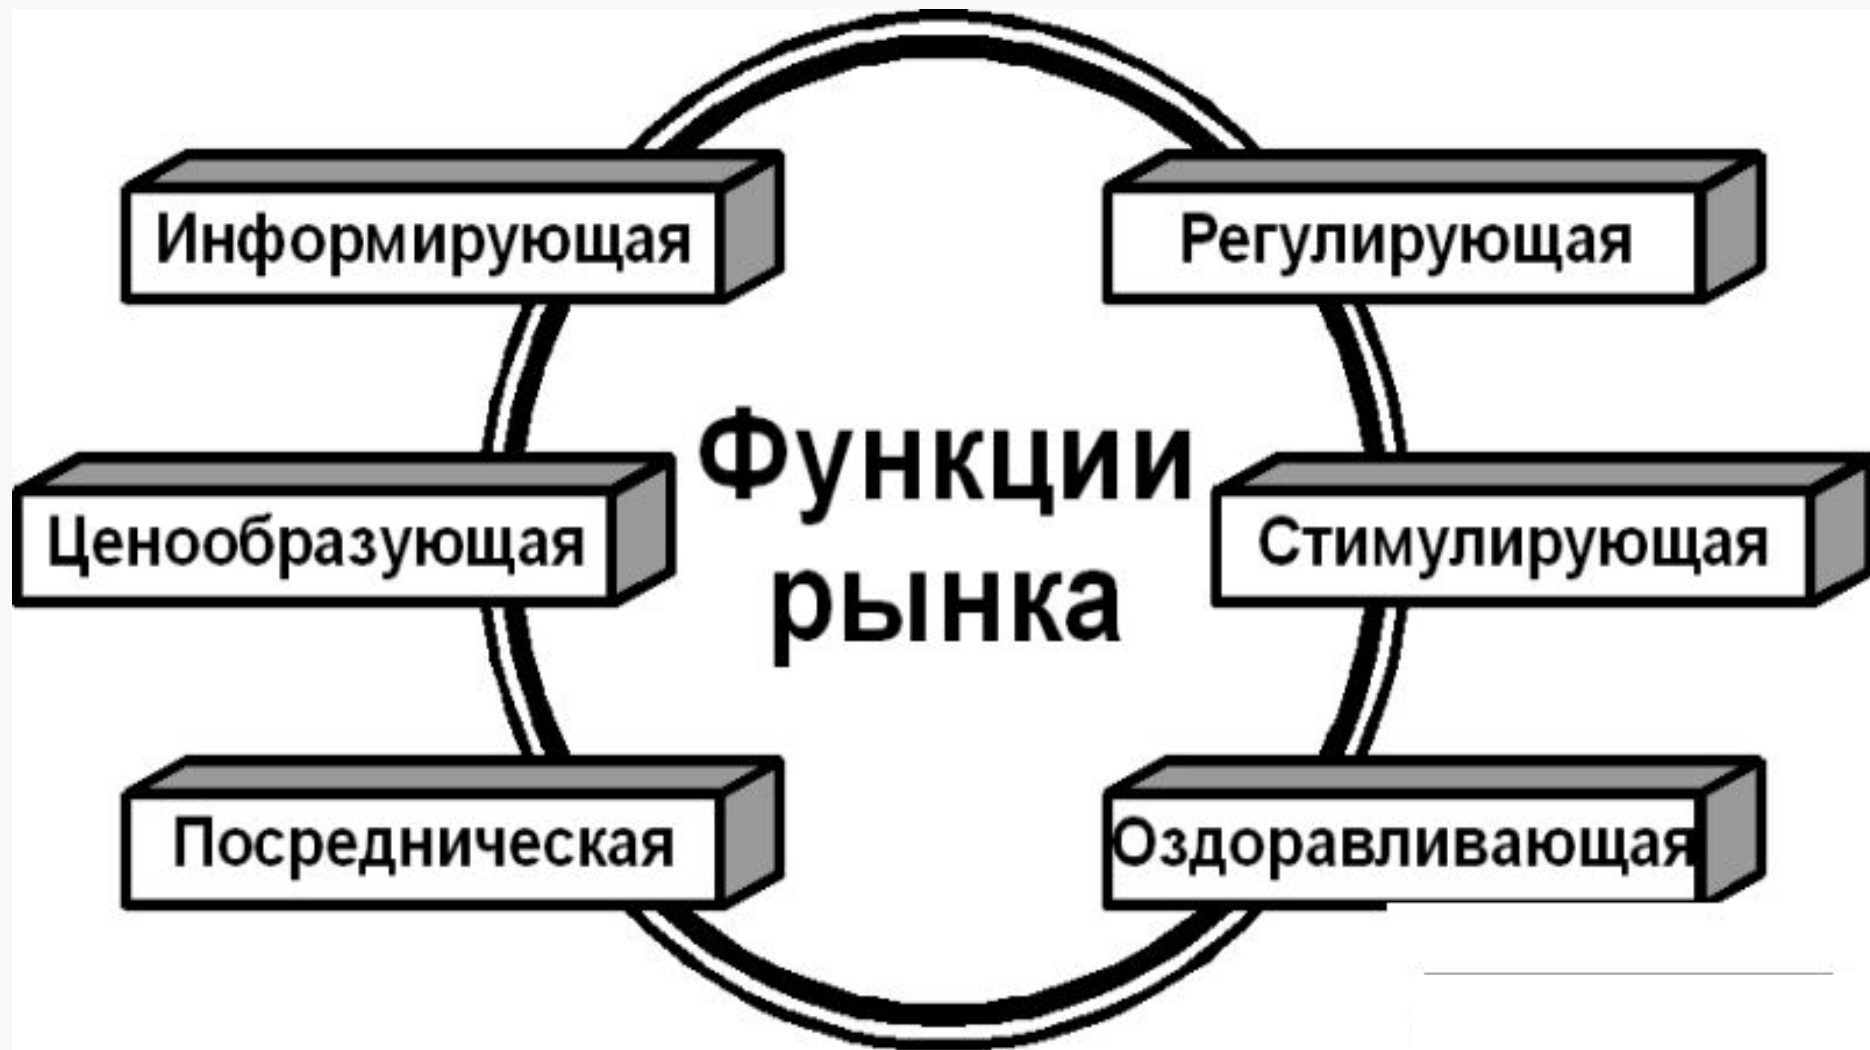 Информирующая
Регулирующая
Функции
рынка
Ценообразующая
Стимулирующая
Посредническая
Оздоравливающая